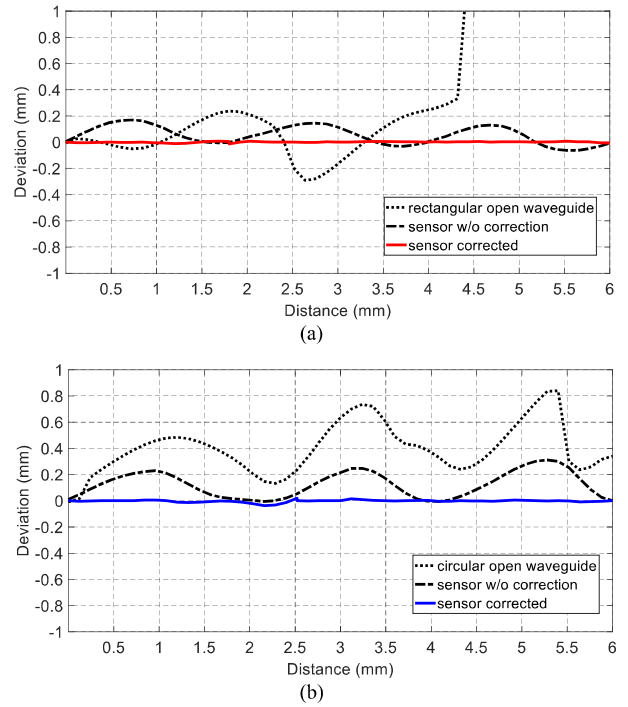 1
0.8
0.6
0.4
0.2
0
-0.2
-0.4
-0.6
-0.8
-1
Deviation (mm)
rectangular open waveguide
sensor w/o correction
sensor corrected
0.5 1 1.5 2 2.5 3 3.5 4 4.5 5 5.5 6
Distance (mm)
(a)
1
0.8
0.6
0.4
0.2
0
-0.2
-0.4
-0.6
-0.8
-1
Deviation (mm)
circular open waveguide
sensor w/o correction
sensor corrected
0.5 1 1.5 2 2.5 3 3.5 4 4.5 5 5.5 6
Distance (mm)
(b)